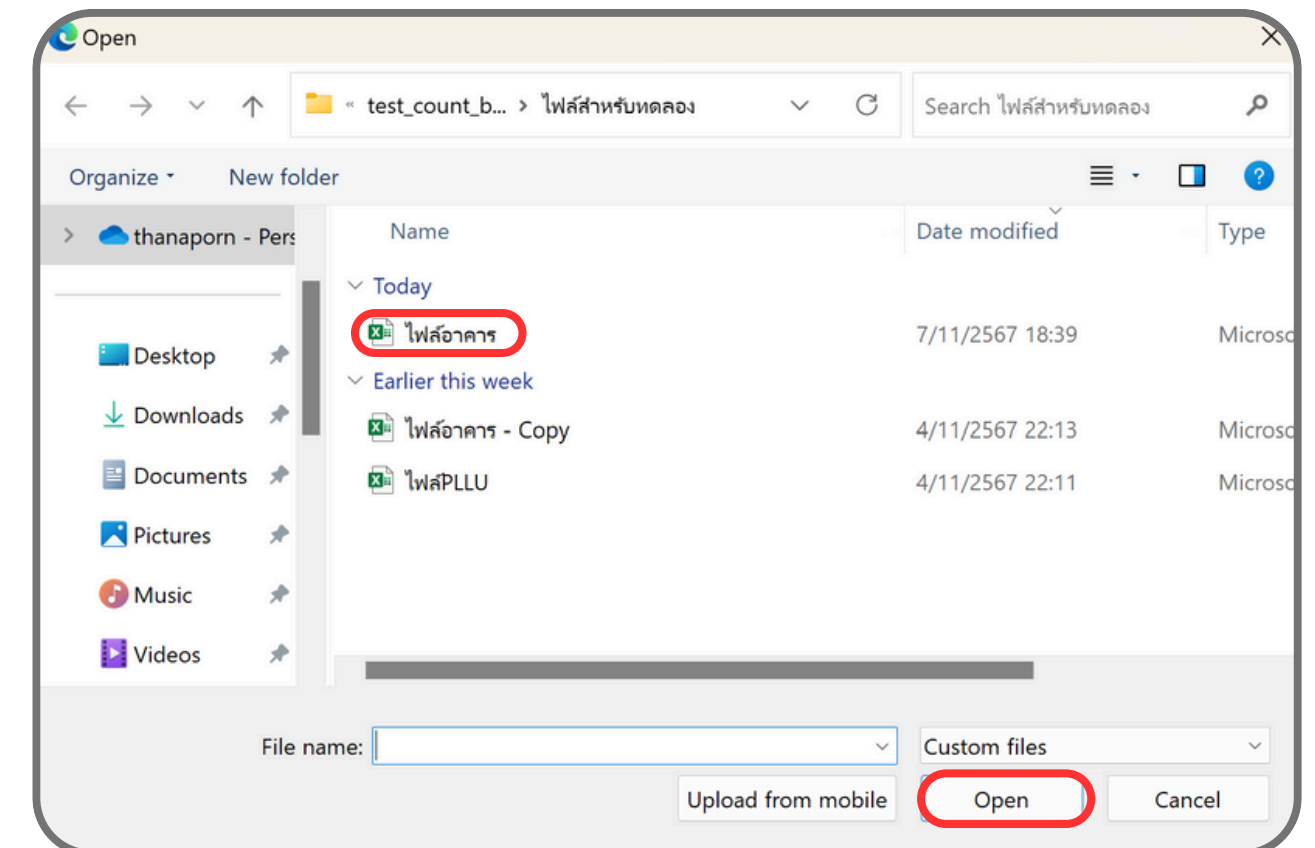 Open
« test_count_b... > ไฟล์สำหรับทดลอง
Search ไฟล์สำหรับทดลอง
Organize
New folder
thanaporn - Pers
Name
Date modified
Type
Today
ไฟล์อาคาร
7/11/2567 18:39
Microso
Earlier this week
ไฟล์อาคาร - Copy
4/11/2567 22:13
Microso
ไฟล์PLLU
4/11/2567 22:11
Microso
Desktop
Downloads
Documents
Pictures
Music
Videos
File name:
Custom files
Upload from mobile
Open
Cancel